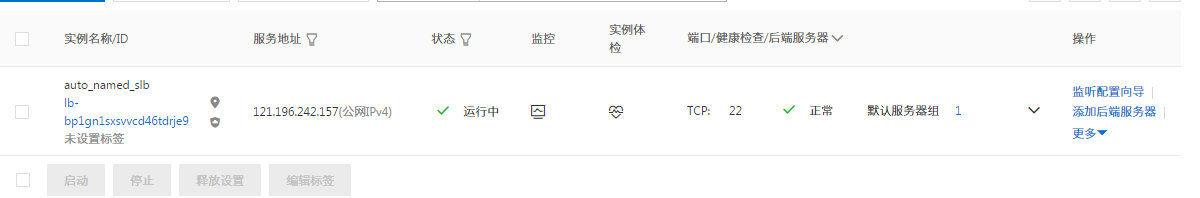 实例名称/ID 服务地址 状态 监控 实例体检 端口/健康检查/后端服务器 操作
auto_named_slb
lb-
bp1gn1sxsvvcd46tdrje9
未设置标签
121.196.242.157(公网IPv4) 运行中 TCP: 22 正常 默认服务器组 1
监听配置向导
添加后端服务器
更多
启动 停止 释放设置 编辑标签